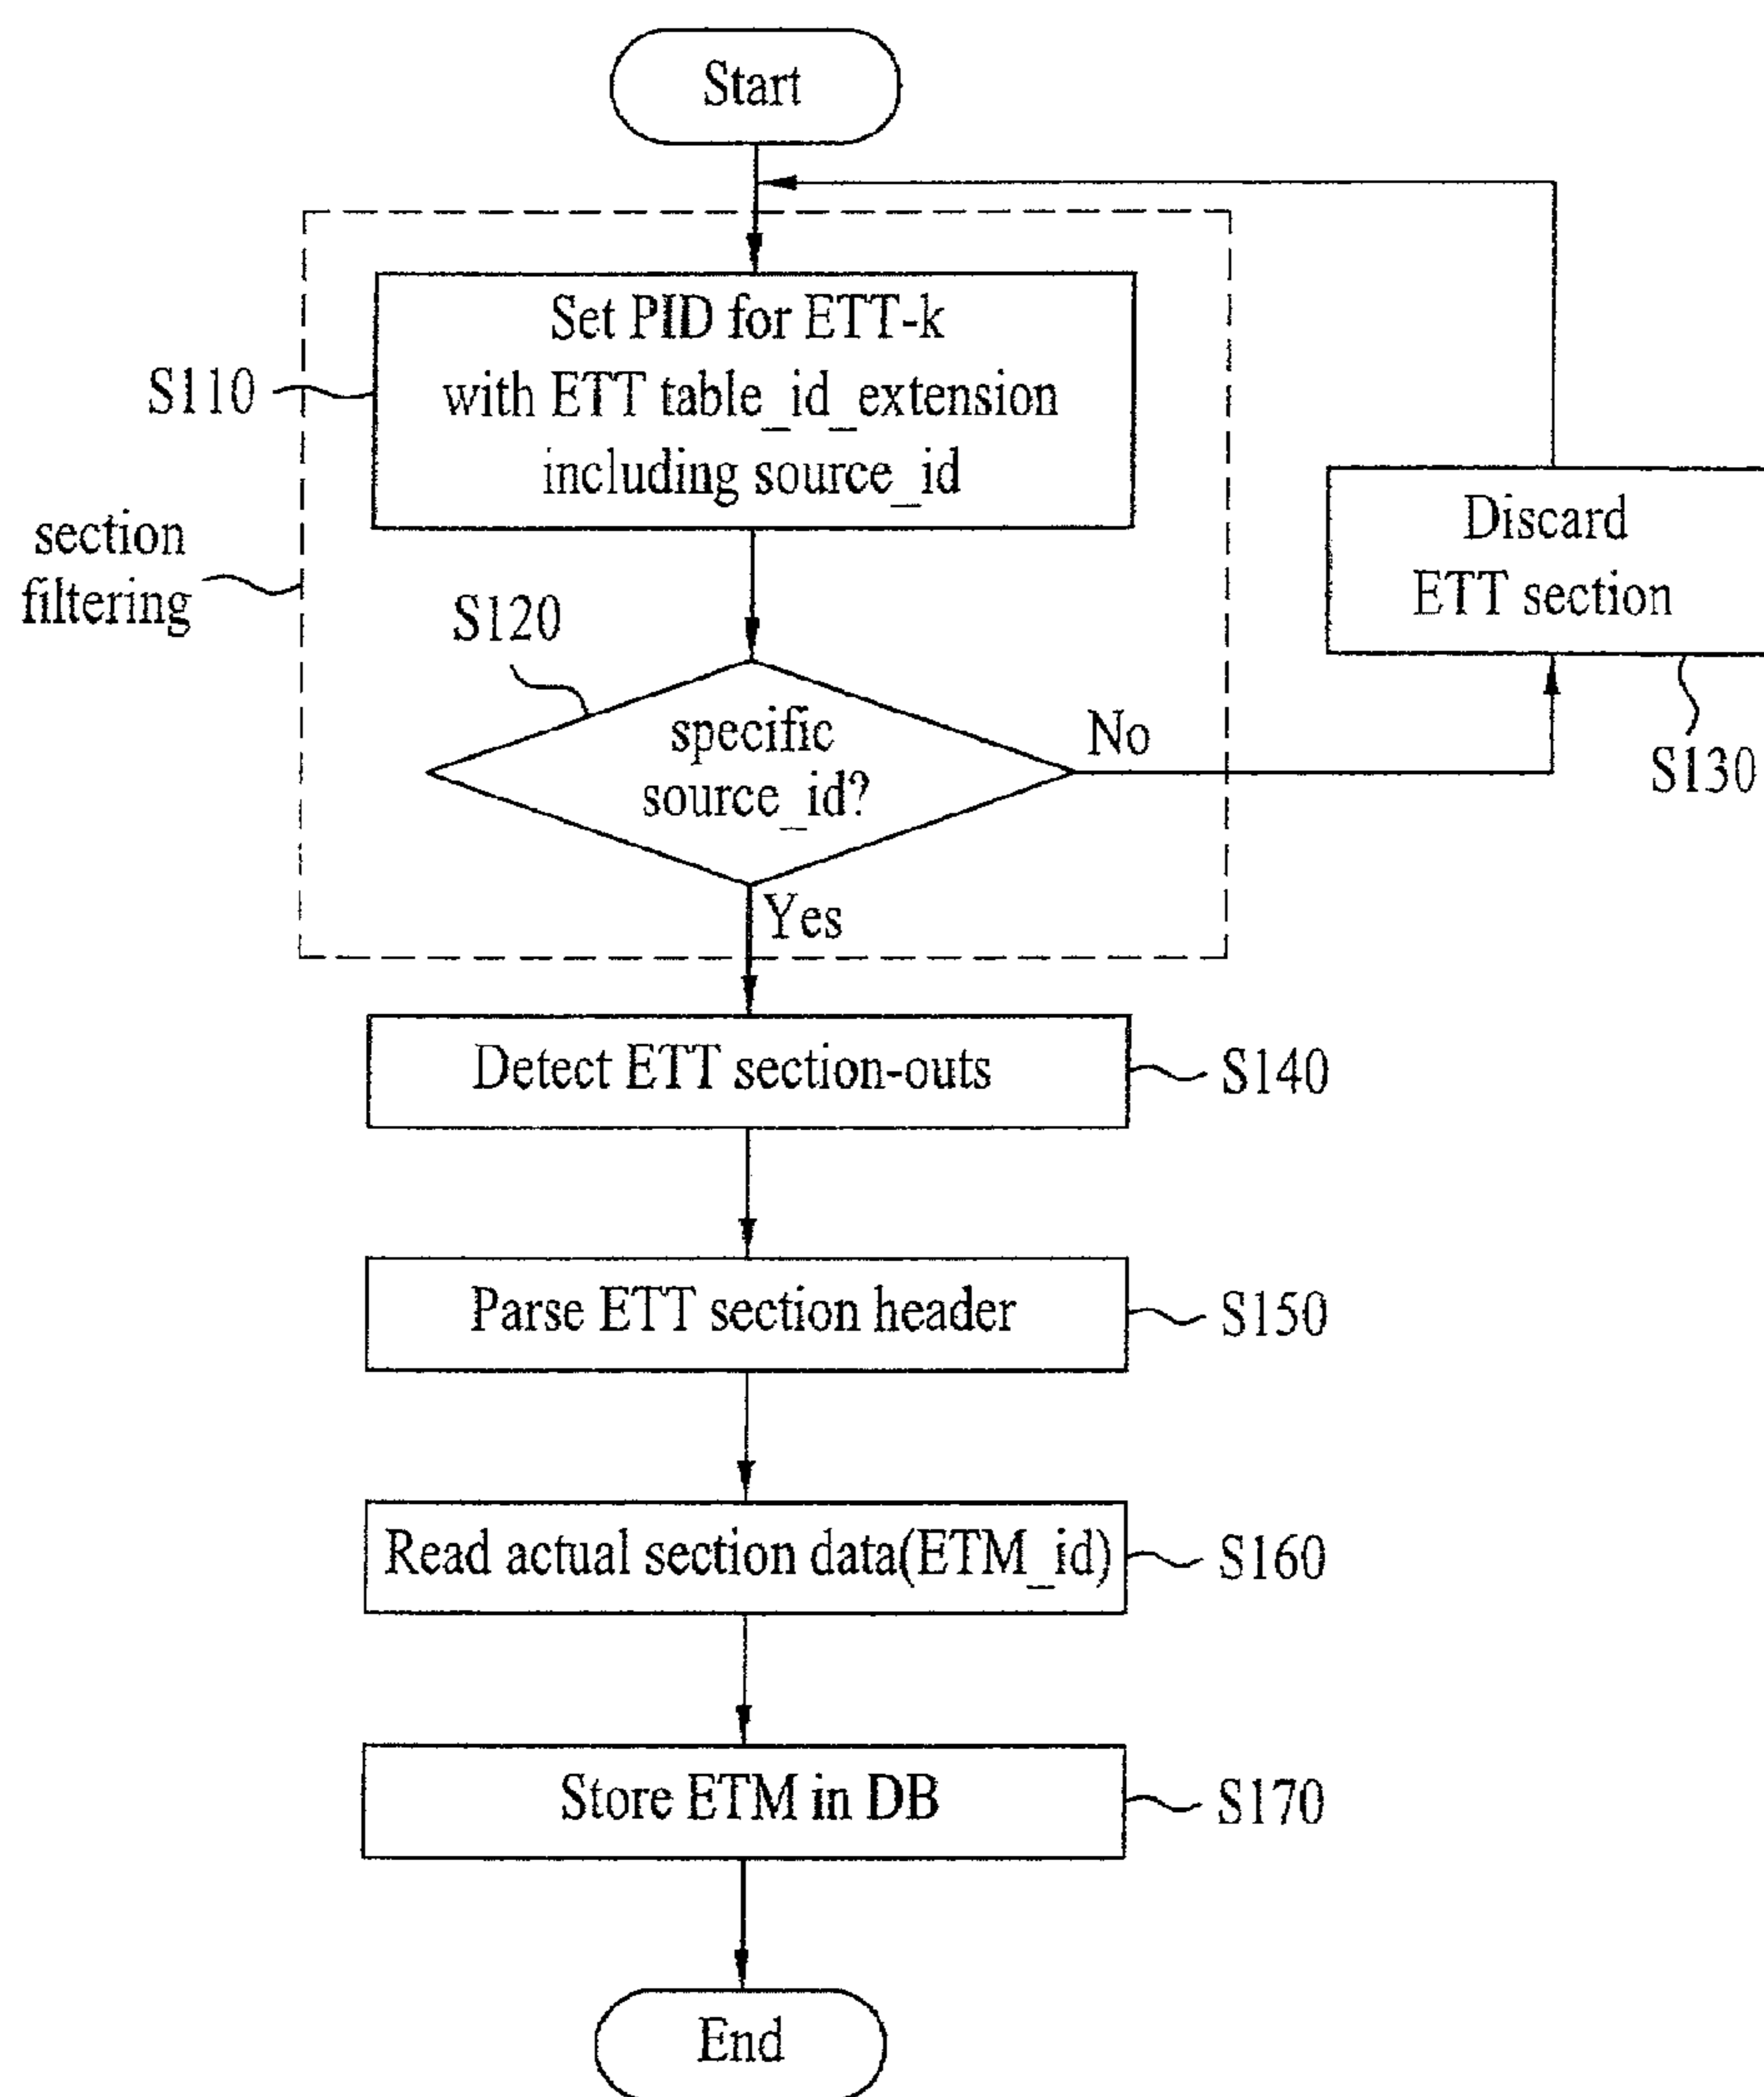 Start
Set PID for ETT-k
with ETT table_id_extension
including source_id
S110
section
filtering
Discard
ETT section
S130
S120
specific
source_id?
No
Yes
Detect ETT section-outs
S140
Parse ETT section header
S150
Read actual section data(ETM_id)
S160
Store ETM in DB
S170
End